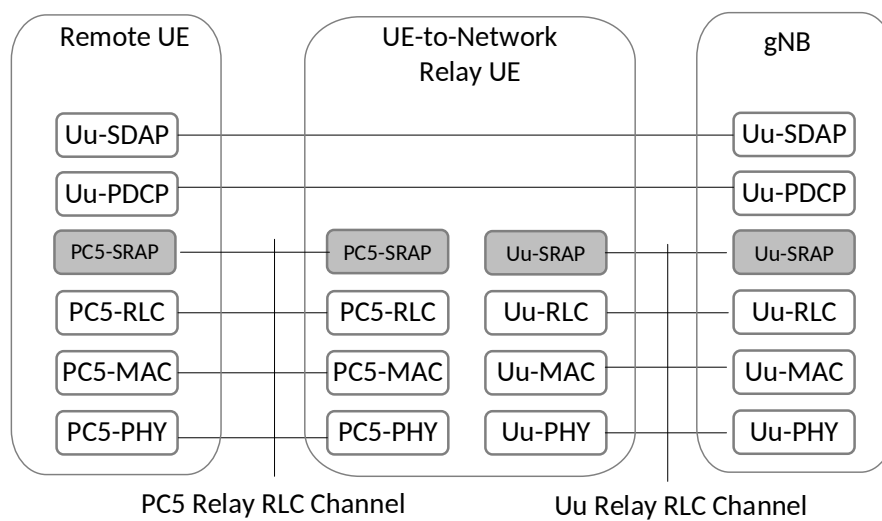 Remote UE
UE-to-Network
Relay UE
gNB
Uu-SDAP
Uu-SDAP
Uu-PDCP
Uu-PDCP
PC5-SRAP
PC5-SRAP
Uu-SRAP
Uu-SRAP
PC5-RLC
PC5-RLC
Uu-RLC
Uu-RLC
PC5-MAC
PC5-MAC
Uu-MAC
Uu-MAC
PC5-PHY
PC5-PHY
Uu-PHY
Uu-PHY
PC5 Relay RLC Channel
Uu Relay RLC Channel